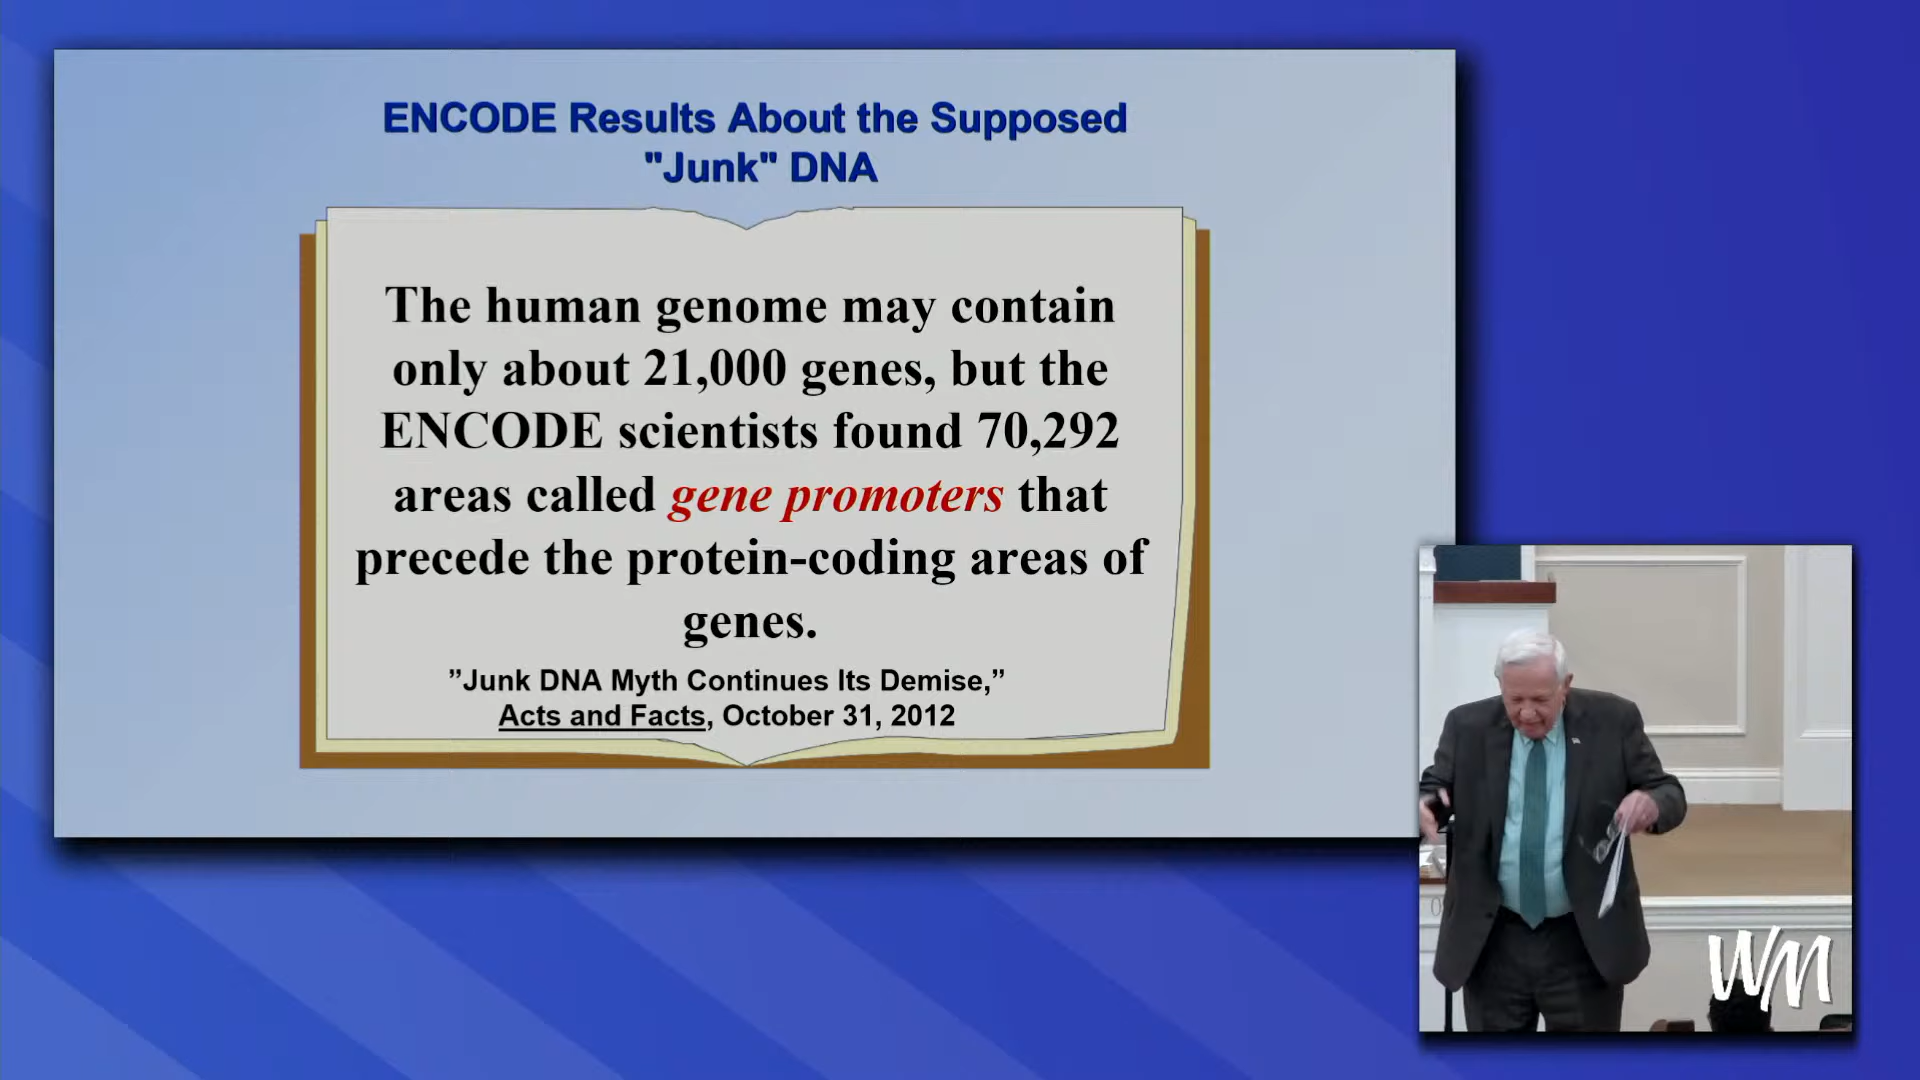 ENCODE Results About the Supposed
"Junk" DNA
The human genome may contain
only about 21,000 genes, but the
ENCODE scientists found 70,292
areas called gene promoters that
precede the protein-coding areas of
genes.
”Junk DNA Myth Continues Its Demise,”
Acts and Facts, October 31, 2012
WM